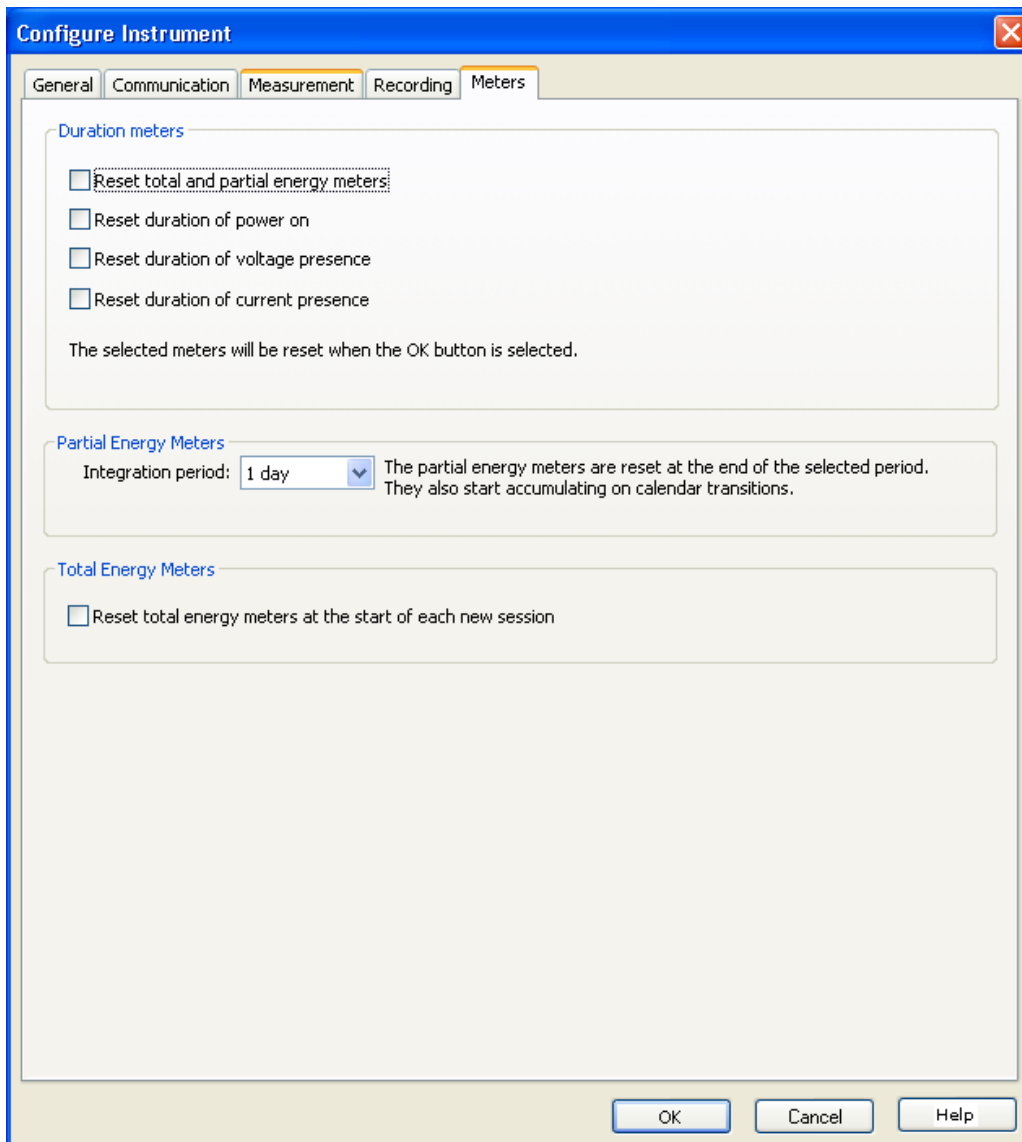 Configure Instrument
General Communication Measurement Recording Meters
Duration meters
Reset total and partial energy meters
Reset duration of power on
Reset duration of voltage presence
Reset duration of current presence
The selected meters will be reset when the OK button is selected.
Partial Energy Meters
Integration period: 1 day The partial energy meters are reset at the end of the selected period.
They also start accumulating on calendar transitions.
Total Energy Meters
Reset total energy meters at the start of each new session
OK Cancel Help